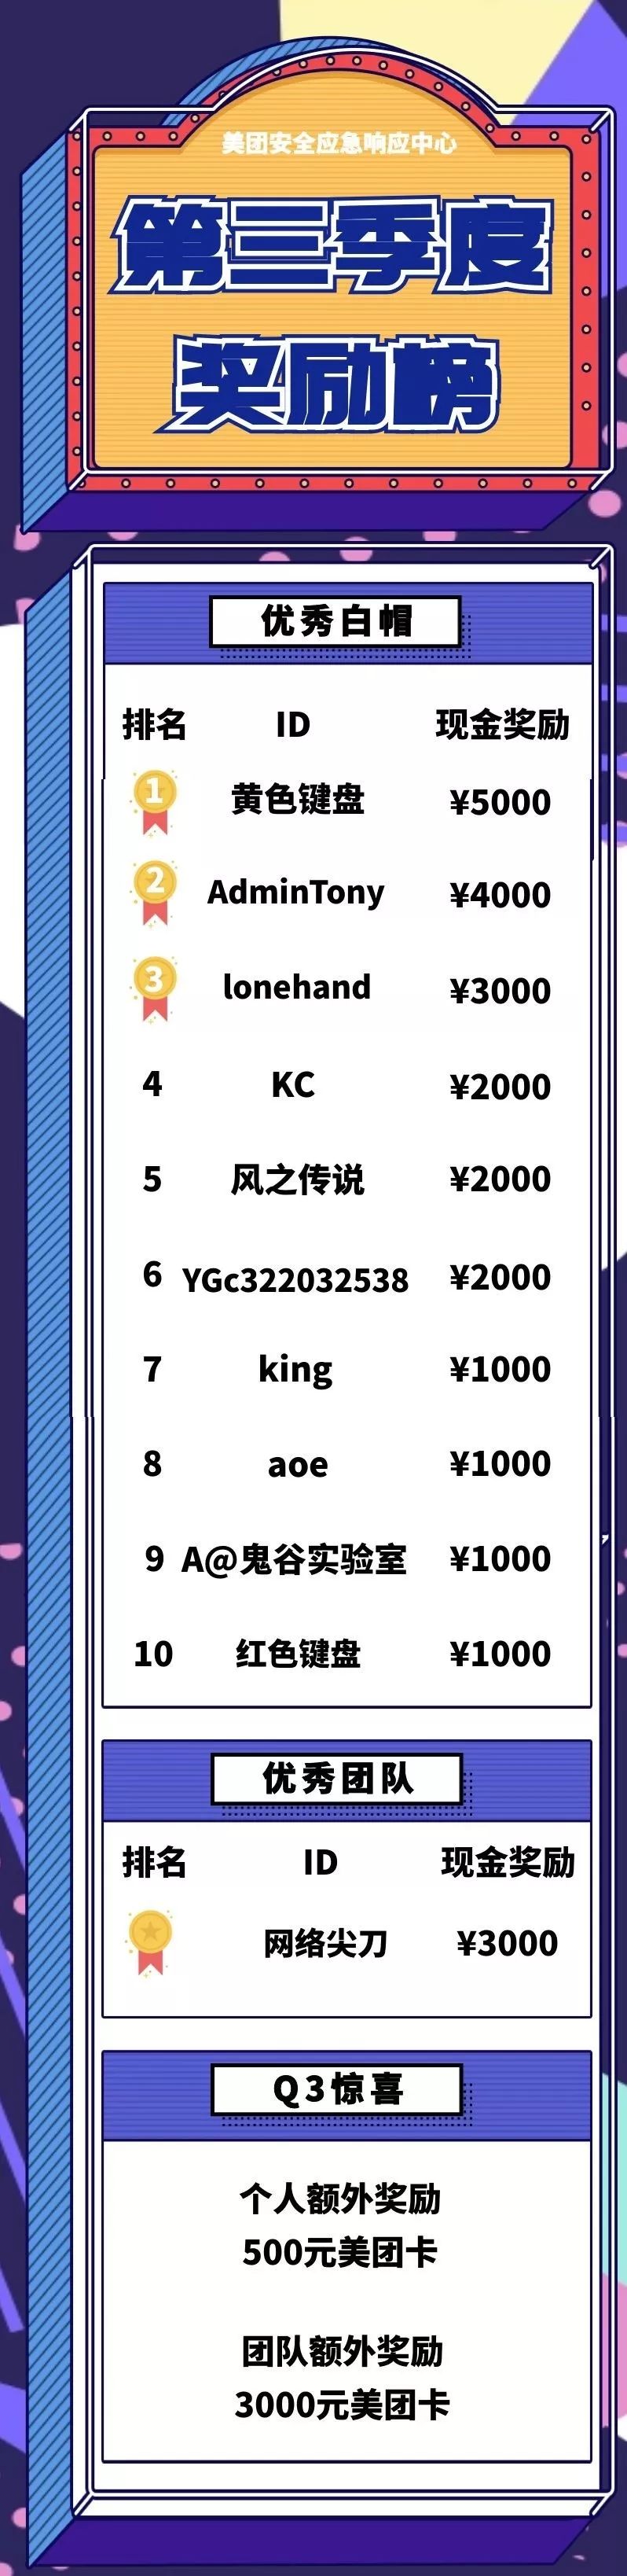 美团安全应急响应中心
第三季度
奖励榜
优秀白帽
排名 ID 现金奖励
1 黄色键盘 ¥5000
2 AdminTony ¥4000
3 lonehand ¥3000
4 KC ¥2000
5 风之传说 ¥2000
6 YGc322032538 ¥2000
7 king ¥1000
8 aoe ¥1000
9 A@鬼谷实验室 ¥1000
10 红色键盘 ¥1000
优秀团队
排名 ID 现金奖励
网络尖刀 ¥3000
Q3惊喜
个人额外奖励
500元美团卡
团队额外奖励
3000元美团卡